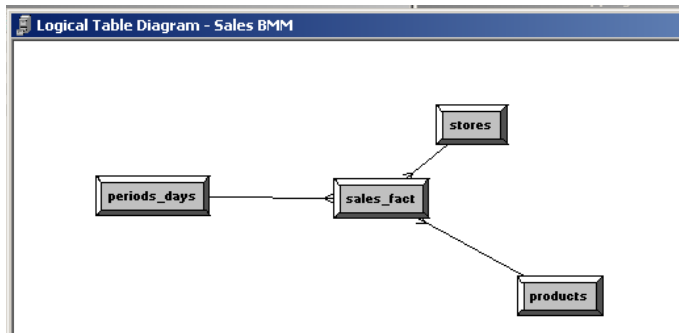 Logical Table Diagram - Sales BMM
stores
periods_days
sales_fact
products